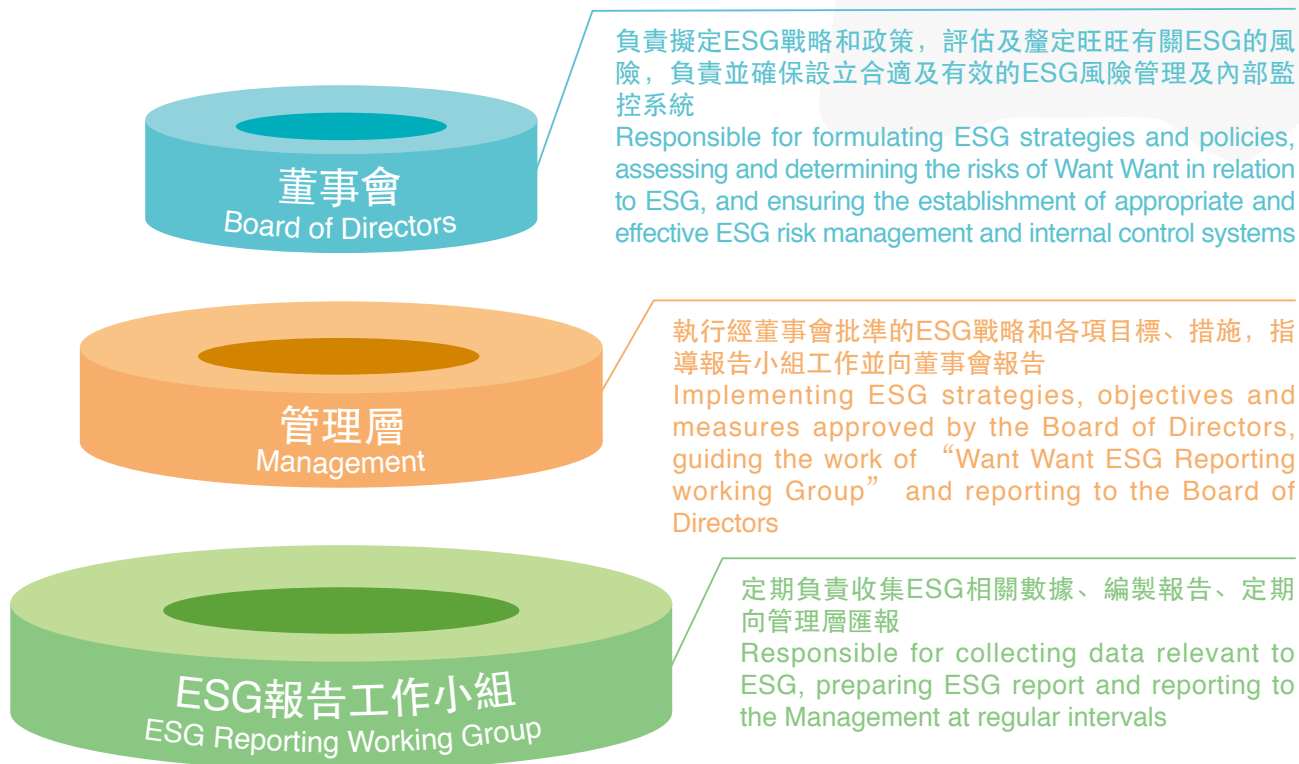 董事會
Board of Directors
負責擬定ESG戰略和政策，評估及釐定旺旺有關ESG的風
險，負責並確保設立合適及有效的ESG風險管理及內部監
控系統
Responsible for formulating ESG strategies and policies,
assessing and determining the risks of Want Want in relation
to ESG, and ensuring the establishment of appropriate and
effective ESG risk management and internal control systems
管理層
Management
執行經董事會批準的ESG戰略和各項目標、措施，指
導報告小組工作並向董事會報告
Implementing ESG strategies, objectives and
measures approved by the Board of Directors,
guiding the work of “Want Want ESG Reporting
working Group” and reporting to the Board of
Directors
ESG報告工作小組
ESG Reporting Working Group
定期負責收集ESG相關數據、編製報告、定期
向管理層匯報
Responsible for collecting data relevant to
ESG, preparing ESG report and reporting to
the Management at regular intervals